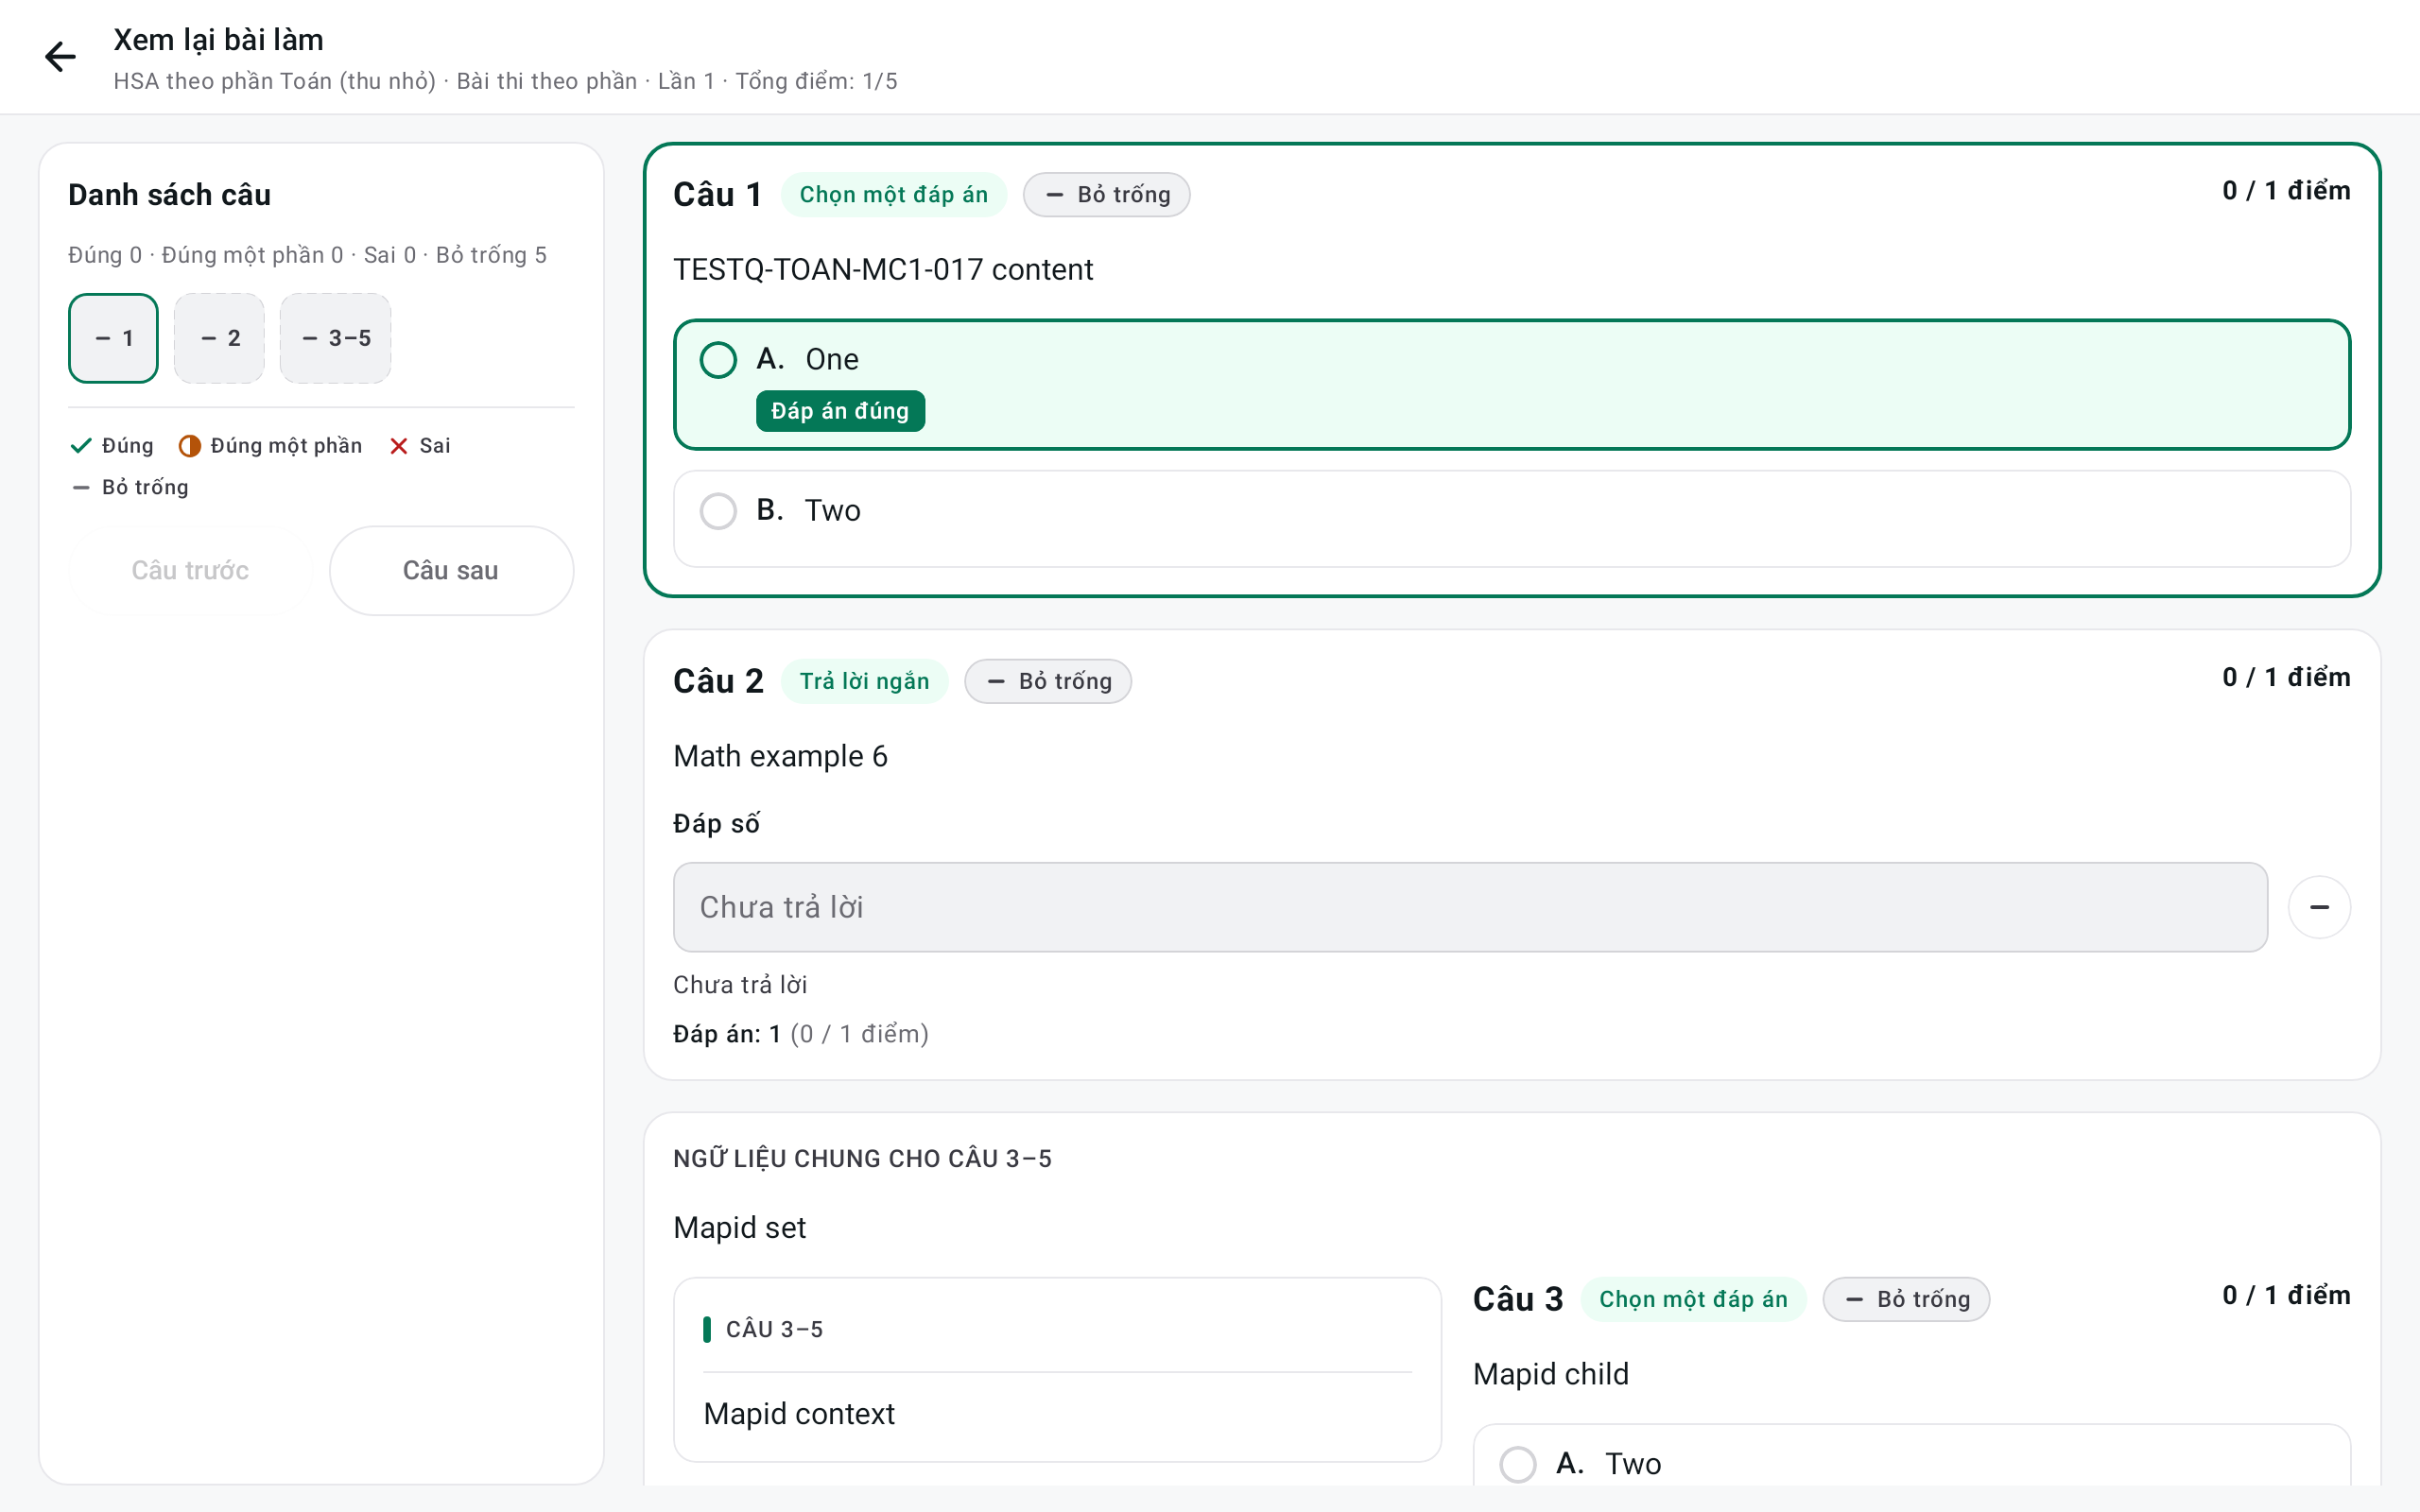 Xem lại bài làm
HSA theo phần Toán (thu nhỏ) · Bài thi theo phần · Lần 1 · Tổng điểm: 1/5
Danh sách câu
Đúng 0 · Đúng một phần 0 · Sai 0 · Bỏ trống 5
– 1
– 2
– 3–5
Đúng
Đúng một phần
Sai
– Bỏ trống
Câu trước
Câu sau
Câu 1
Chọn một đáp án
– Bỏ trống
0 / 1 điểm
TESTQ-TOAN-MC1-017 content
A. One
Đáp án đúng
B. Two
Câu 2
Trả lời ngắn
– Bỏ trống
0 / 1 điểm
Math example 6
Đáp số
Chưa trả lời
–
Chưa trả lời
Đáp án: 1 (0 / 1 điểm)
NGỮ LIỆU CHUNG CHO CÂU 3–5
Mapid set
CÂU 3–5
Mapid context
Câu 3
Chọn một đáp án
– Bỏ trống
0 / 1 điểm
Mapid child
A. Two